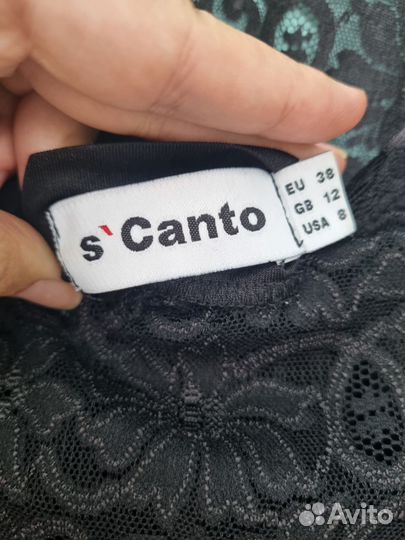 s`Canto
EU 38
GB 12
USA 8
Avito